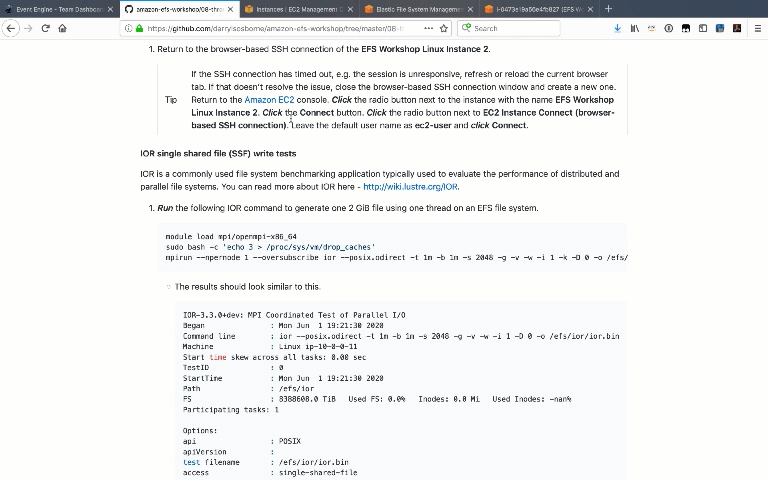 Event Engine - Team Dashboar
amazon-efs-workshop/08-thro
Instances | EC2 Management C
Elastic File System Managemen
i-0473a19a56e4fb827 (EFS W
https://github.com/darrylsosborne/amazon-efs-workshop/tree/master/08-t
Search
1. Return to the browser-based SSH connection of the EFS Workshop Linux Instance 2.
If the SSH connection has timed out, e.g. the session is unresponsive, refresh or reload the current browser
tab. If that doesn't resolve the issue, close the browser-based SSH connection window and create a new one.
Tip Return to the Amazon EC2 console. Click the radio button next to the instance with the name EFS Workshop
Linux Instance 2. Click the Connect button. Click the radio button next to EC2 Instance Connect (browser-
based SSH connection). Leave the default user name as ec2-user and click Connect.
IOR single shared file (SSF) write tests
IOR is a commonly used file system benchmarking application typically used to evaluate the performance of distributed and
parallel file systems. You can read more about IOR here - http://wiki.lustre.org/IOR.
1. Run the following IOR command to generate one 2 GiB file using one thread on an EFS file system.
module load mpi/openmpi-x86_64
sudo bash -c 'echo 3 > /proc/sys/vm/drop_caches'
mpirun --npernode 1 --oversubscribe ior --posix.odirect -t 1m -b 1m -s 2048 -g -v -w -i 1 -k -D 0 -o /efs/
The results should look similar to this.
IOR-3.3.0+dev: MPI Coordinated Test of Parallel I/O
Began : Mon Jun 1 19:21:30 2020
Command line : ior --posix.odirect -t 1m -b 1m -s 2048 -g -v -w -i 1 -D 0 -o /efs/ior/ior.bin
Machine : Linux ip-10-0-0-11
Start time skew across all tasks: 0.00 sec
TestID : 0
StartTime : Mon Jun 1 19:21:30 2020
Path : /efs/ior
FS : 8388608.0 TiB Used FS: 0.0% Inodes: 0.0 Mi Used Inodes: -nan%
Participating tasks: 1
Options:
api : POSIX
apiVersion :
test filename : /efs/ior/ior.bin
access : single-shared-file